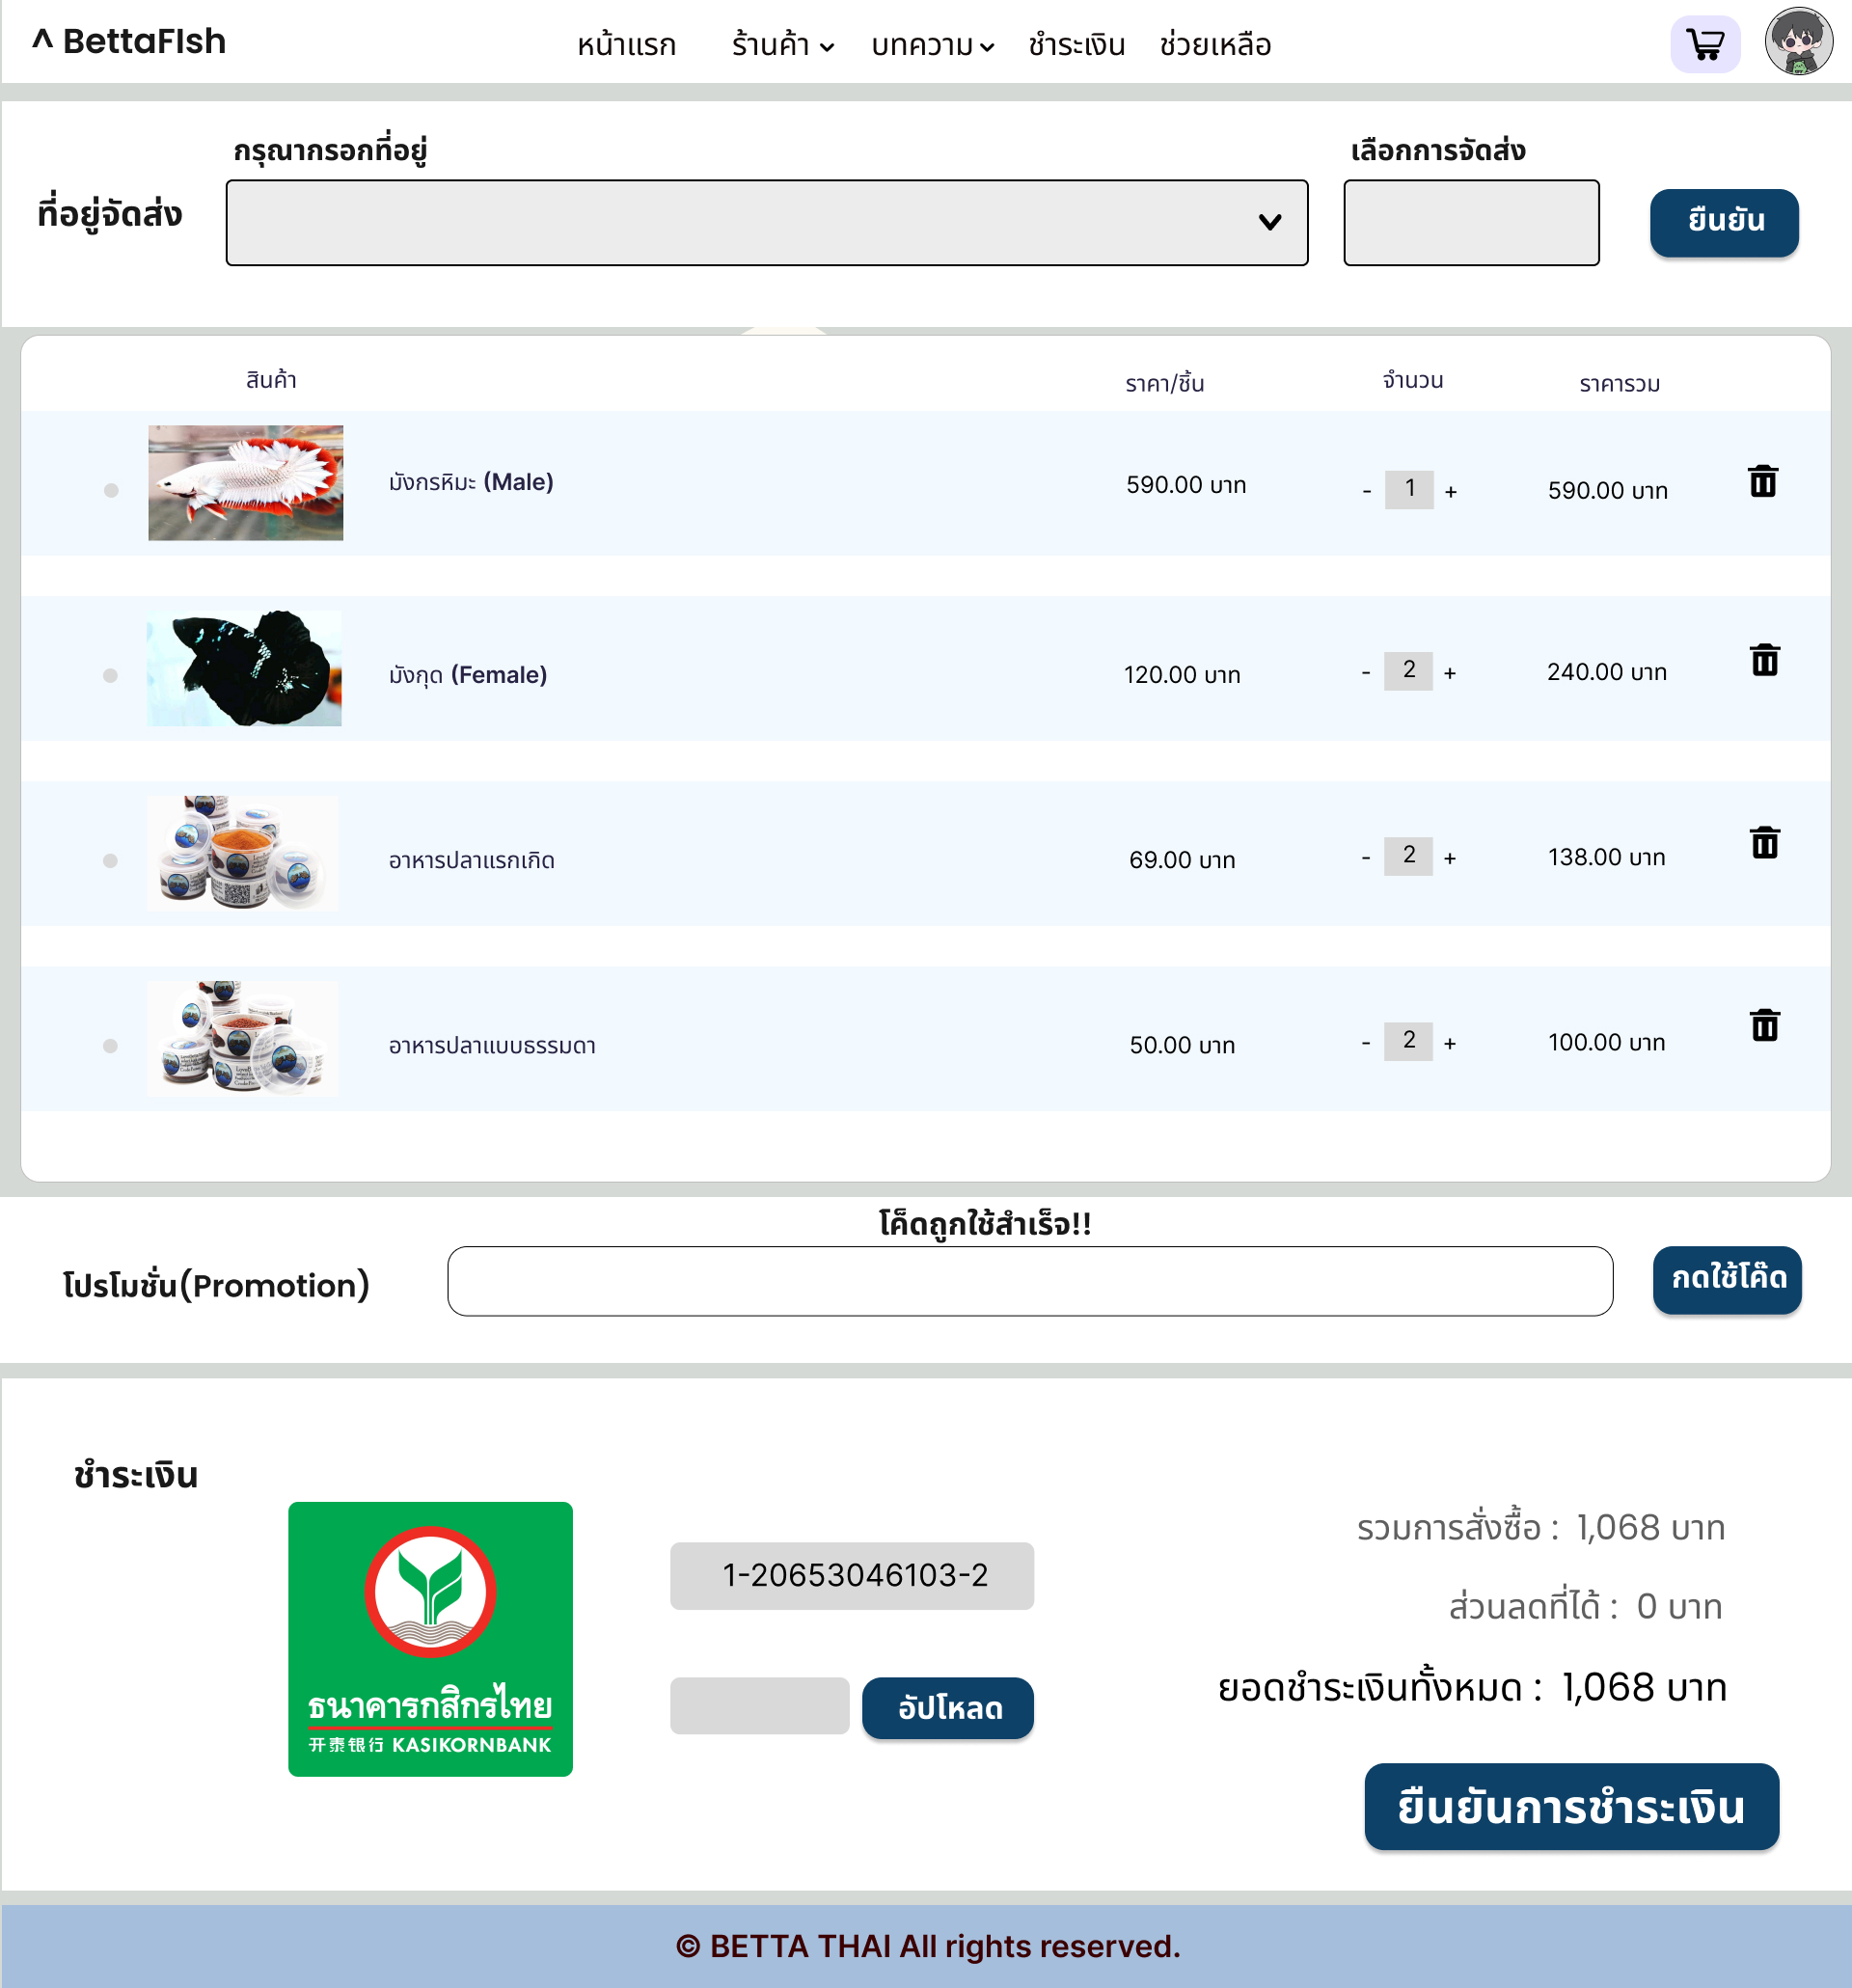 ^ BettaFIsh
หน้าแรก ร้านค้า บทความ ชำระเงิน ช่วยเหลือ
กรุณากรอกที่อยู่ เลือกการจัดส่ง
ที่อยู่จัดส่ง ยืนยัน
สินค้า ราคา/ชิ้น จำนวน ราคารวม
มังกรหิมะ (Male) 590.00 บาท - 1 + 590.00 บาท
มังกุด (Female) 120.00 บาท - 2 + 240.00 บาท
อาหารปลาแรกเกิด 69.00 บาท - 2 + 138.00 บาท
อาหารปลาแบบธรรมดา 50.00 บาท - 2 + 100.00 บาท
โค็ดถูกใช้สำเร็จ!!
โปรโมชั่น(Promotion) กดใช้โค๊ด
ชำระเงิน
รวมการสั่งซื้อ : 1,068 บาท
1-20653046103-2
ส่วนลดที่ได้ : 0 บาท
ยอดชำระเงินทั้งหมด : 1,068 บาท
ธนาคารกสิกรไทย
อัปโหลด
开泰银行 KASIKORNBANK
ยืนยันการชำระเงิน
© BETTA THAI All rights reserved.